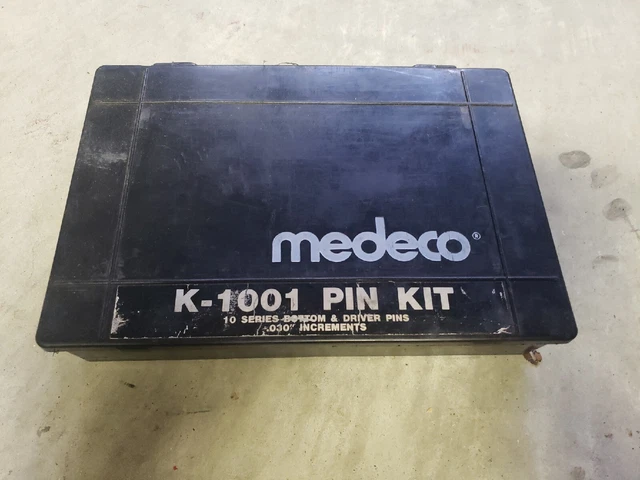 medeco®
K-1001 PIN KIT
10 SERIES BOTTOM & DRIVER PINS
.030" INCREMENTS